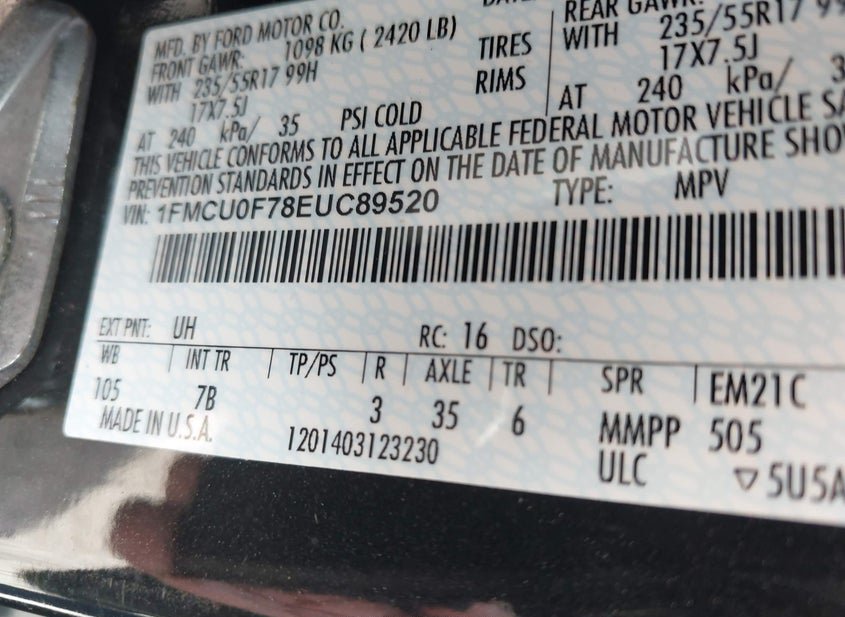 MFD. BY FORD MOTOR CO.
FRONT GAWR: 1098 KG ( 2420 LB) REAR GAWR:
WITH 235/55R17 99H TIRES WITH 235/55R17 99
17X7.5J RIMS 17X7.5J
AT 240 kPa/ 35 PSI COLD AT 240 kPa/ 3
THIS VEHICLE CONFORMS TO ALL APPLICABLE FEDERAL MOTOR VEHICLE SA
PREVENTION STANDARDS IN EFFECT ON THE DATE OF MANUFACTURE SHO
VIN: 1FMCU0F78EUC89520 TYPE: MPV
EXT PNT: UH RC: 16 DSO:
WB INT TR TP/PS R AXLE TR SPR EM21C
105 7B 3 35 6 MMPP 505
MADE IN U.S.A. 1201403123230 ULC ▽5U5A